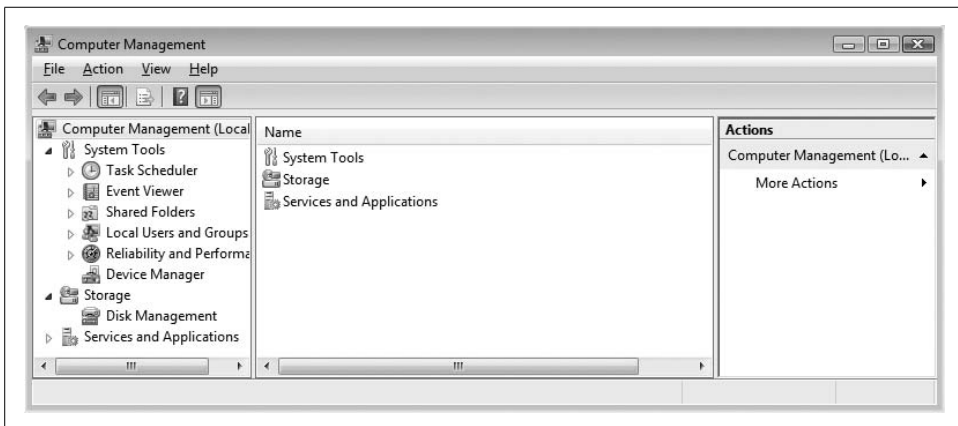 Computer Management
File Action View Help
Computer Management (Local
System Tools
Task Scheduler
Event Viewer
Shared Folders
Local Users and Groups
Reliability and Performa
Device Manager
Storage
Disk Management
Services and Applications
Name
System Tools
Storage
Services and Applications
Actions
Computer Management (Lo...
More Actions